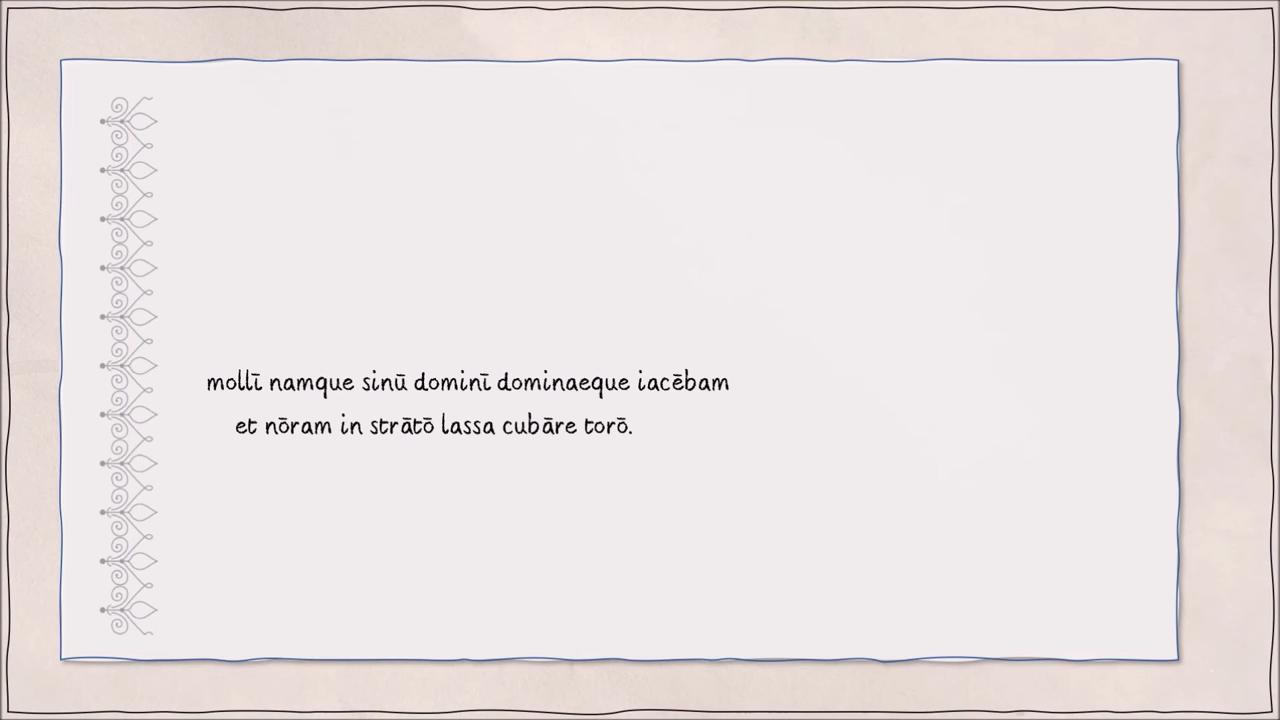 mollī namque sinū dominī dominaeque iacēbam
et nōram in strātō lassa cubāre torō.